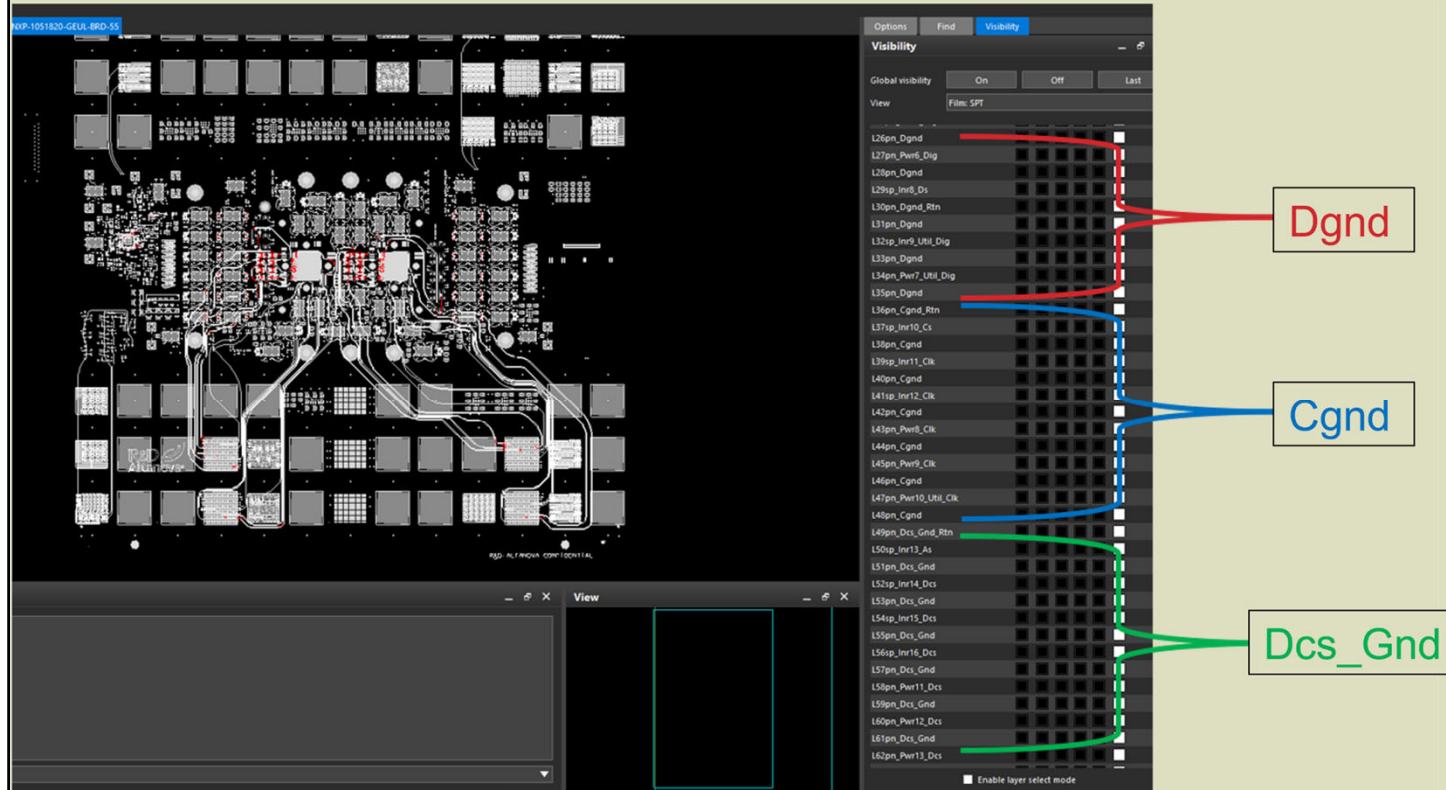 NXP-1051820-GEUL-BRD-55
Options Find Visibility
Visibility
Global visibility On Off Last
View Film: SPT
L26pn_Dgnd
L27pn_Pwr6_Dig
L28pn_Dgnd
L29sp_Inr8_Ds
L30pn_Dgnd_Rtn
L31pn_Dgnd
Dgnd
L32sp_Inr9_Util_Dig
L33pn_Dgnd
L34pn_Pwr7_Util_Dig
L35pn_Dgnd
L36pn_Cgnd_Rtn
L37sp_Inr10_Cs
L38pn_Cgnd
L39sp_Inr11_Clk
L40pn_Cgnd
L41sp_Inr12_Clk
L42pn_Cgnd
Cgnd
L43pn_Pwr8_Clk
L44pn_Cgnd
L45pn_Pwr9_Clk
L46pn_Cgnd
L47pn_Pwr10_Util_Clk
L48pn_Cgnd
L49pn_Dcs_Gnd_Rtn
L50sp_Inr13_As
L51pn_Dcs_Gnd
L52sp_Inr14_Dcs
L53pn_Dcs_Gnd
L54sp_Inr15_Dcs
L55pn_Dcs_Gnd
L56sp_Inr16_Dcs
Dcs_Gnd
L57pn_Dcs_Gnd
L58pn_Pwr11_Dcs
L59pn_Dcs_Gnd
L60pn_Pwr12_Dcs
L61pn_Dcs_Gnd
L62pn_Pwr13_Dcs
Enable layer select mode
R&D
Altanova
R&D ALTANOVA CONFIDENTIAL
View